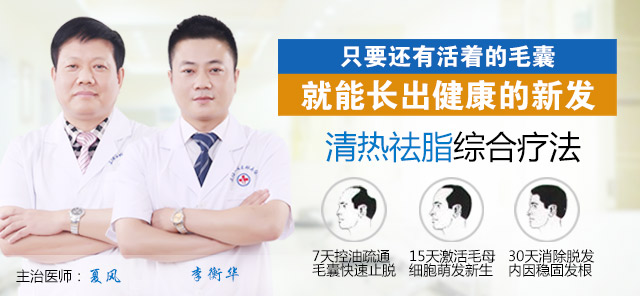 只要还有活着的毛囊
就能长出健康的新发
清热祛脂综合疗法
7天控油疏通
毛囊快速止脱
15天激活毛母
细胞萌发新生
30天消除脱发
内因稳固发根
主治医师：夏风 李衡华